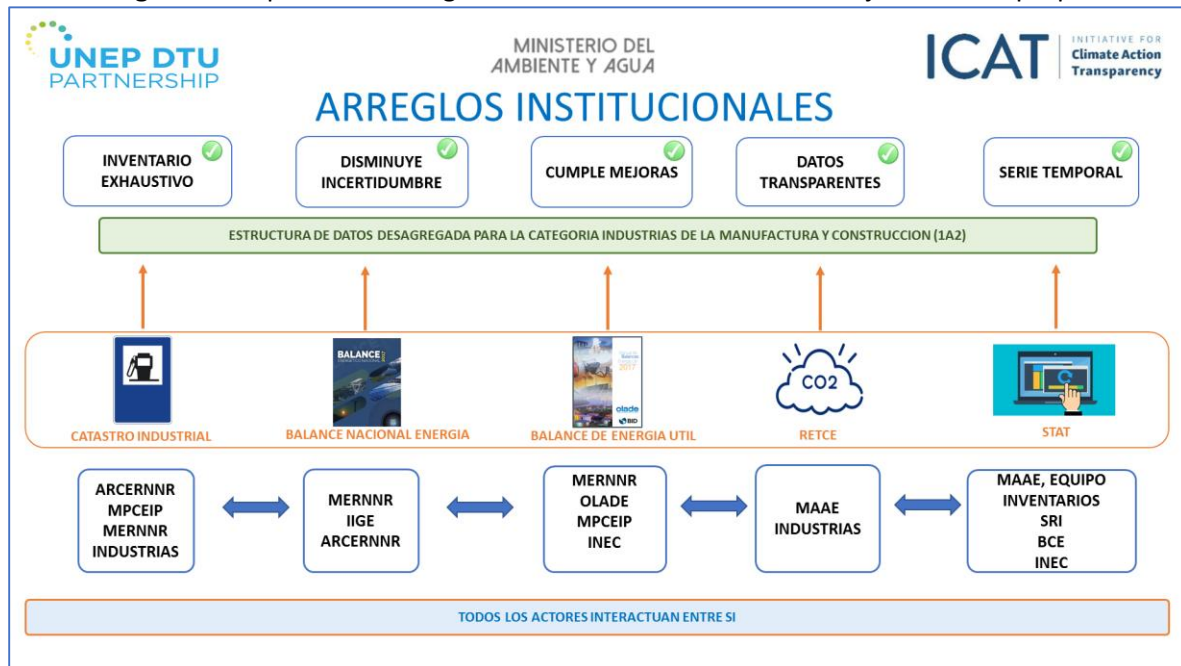 UNEP DTU
PARTNERSHIP
MINISTERIO DEL
AMBIENTE Y AGUA
ICAT
INITIATIVE FOR
Climate Action
Transparency
ARREGLOS INSTITUCIONALES
INVENTARIO
EXHAUSTIVO
DISMINUYE
INCERTIDUMBRE
CUMPLE MEJORAS
DATOS
TRANSPARENTES
SERIE TEMPORAL
ESTRUCTURA DE DATOS DESAGREGADA PARA LA CATEGORIA INDUSTRIAS DE LA MANUFACTURA Y CONSTRUCCION (1A2)
BALANCE
2017
olade
BID
CO2
CATASTRO INDUSTRIAL
BALANCE NACIONAL ENERGIA
BALANCE DE ENERGIA UTIL
RETCE
STAT
ARCERNNR
MPCEIP
MERNNR
INDUSTRIAS
MERNNR
IIGE
ARCERNNR
MERNNR
OLADE
MPCEIP
INEC
MAAE
INDUSTRIAS
MAAE, EQUIPO
INVENTARIOS
SRI
BCE
INEC
TODOS LOS ACTORES INTERACTUAN ENTRE SI